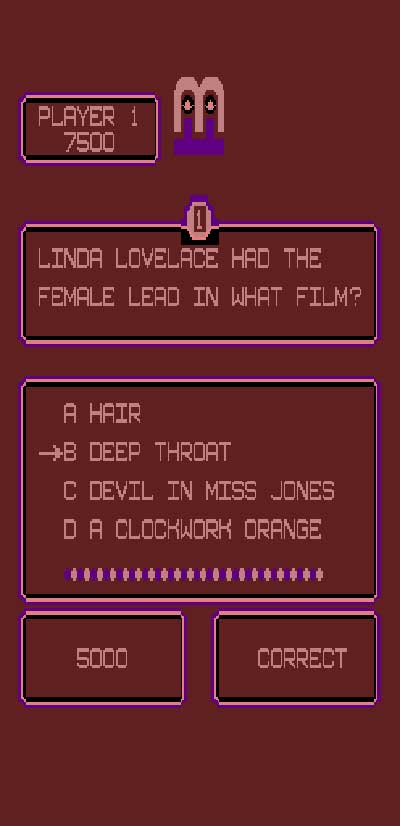 PLAYER 1
7500
1
LINDA LOVELACE HAD THE
FEMALE LEAD IN WHAT FILM?
A HAIR
→B DEEP THROAT
C DEVIL IN MISS JONES
D A CLOCKWORK ORANGE
5000
CORRECT